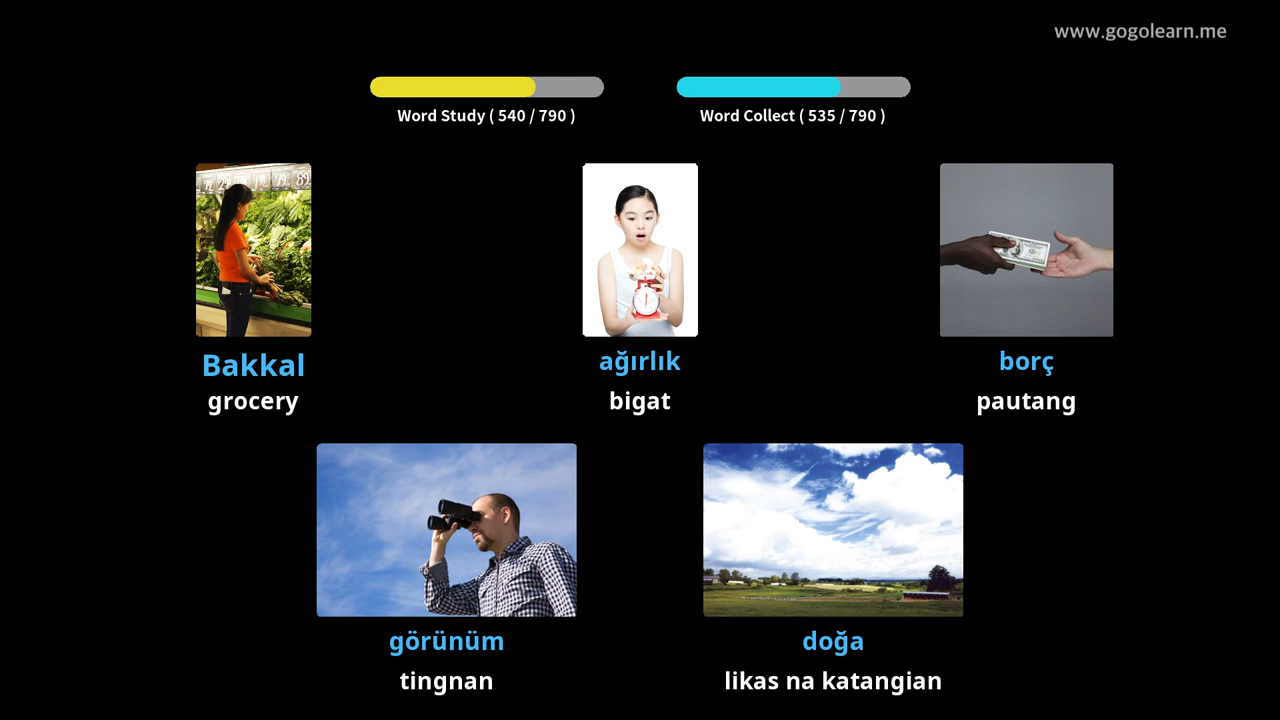 www.gogolearn.me
Word Study ( 540 / 790 )
Word Collect ( 535 / 790 )
Bakkal
grocery
ağırlık
bigat
borç
pautang
görünüm
tingnan
doğa
likas na katangian